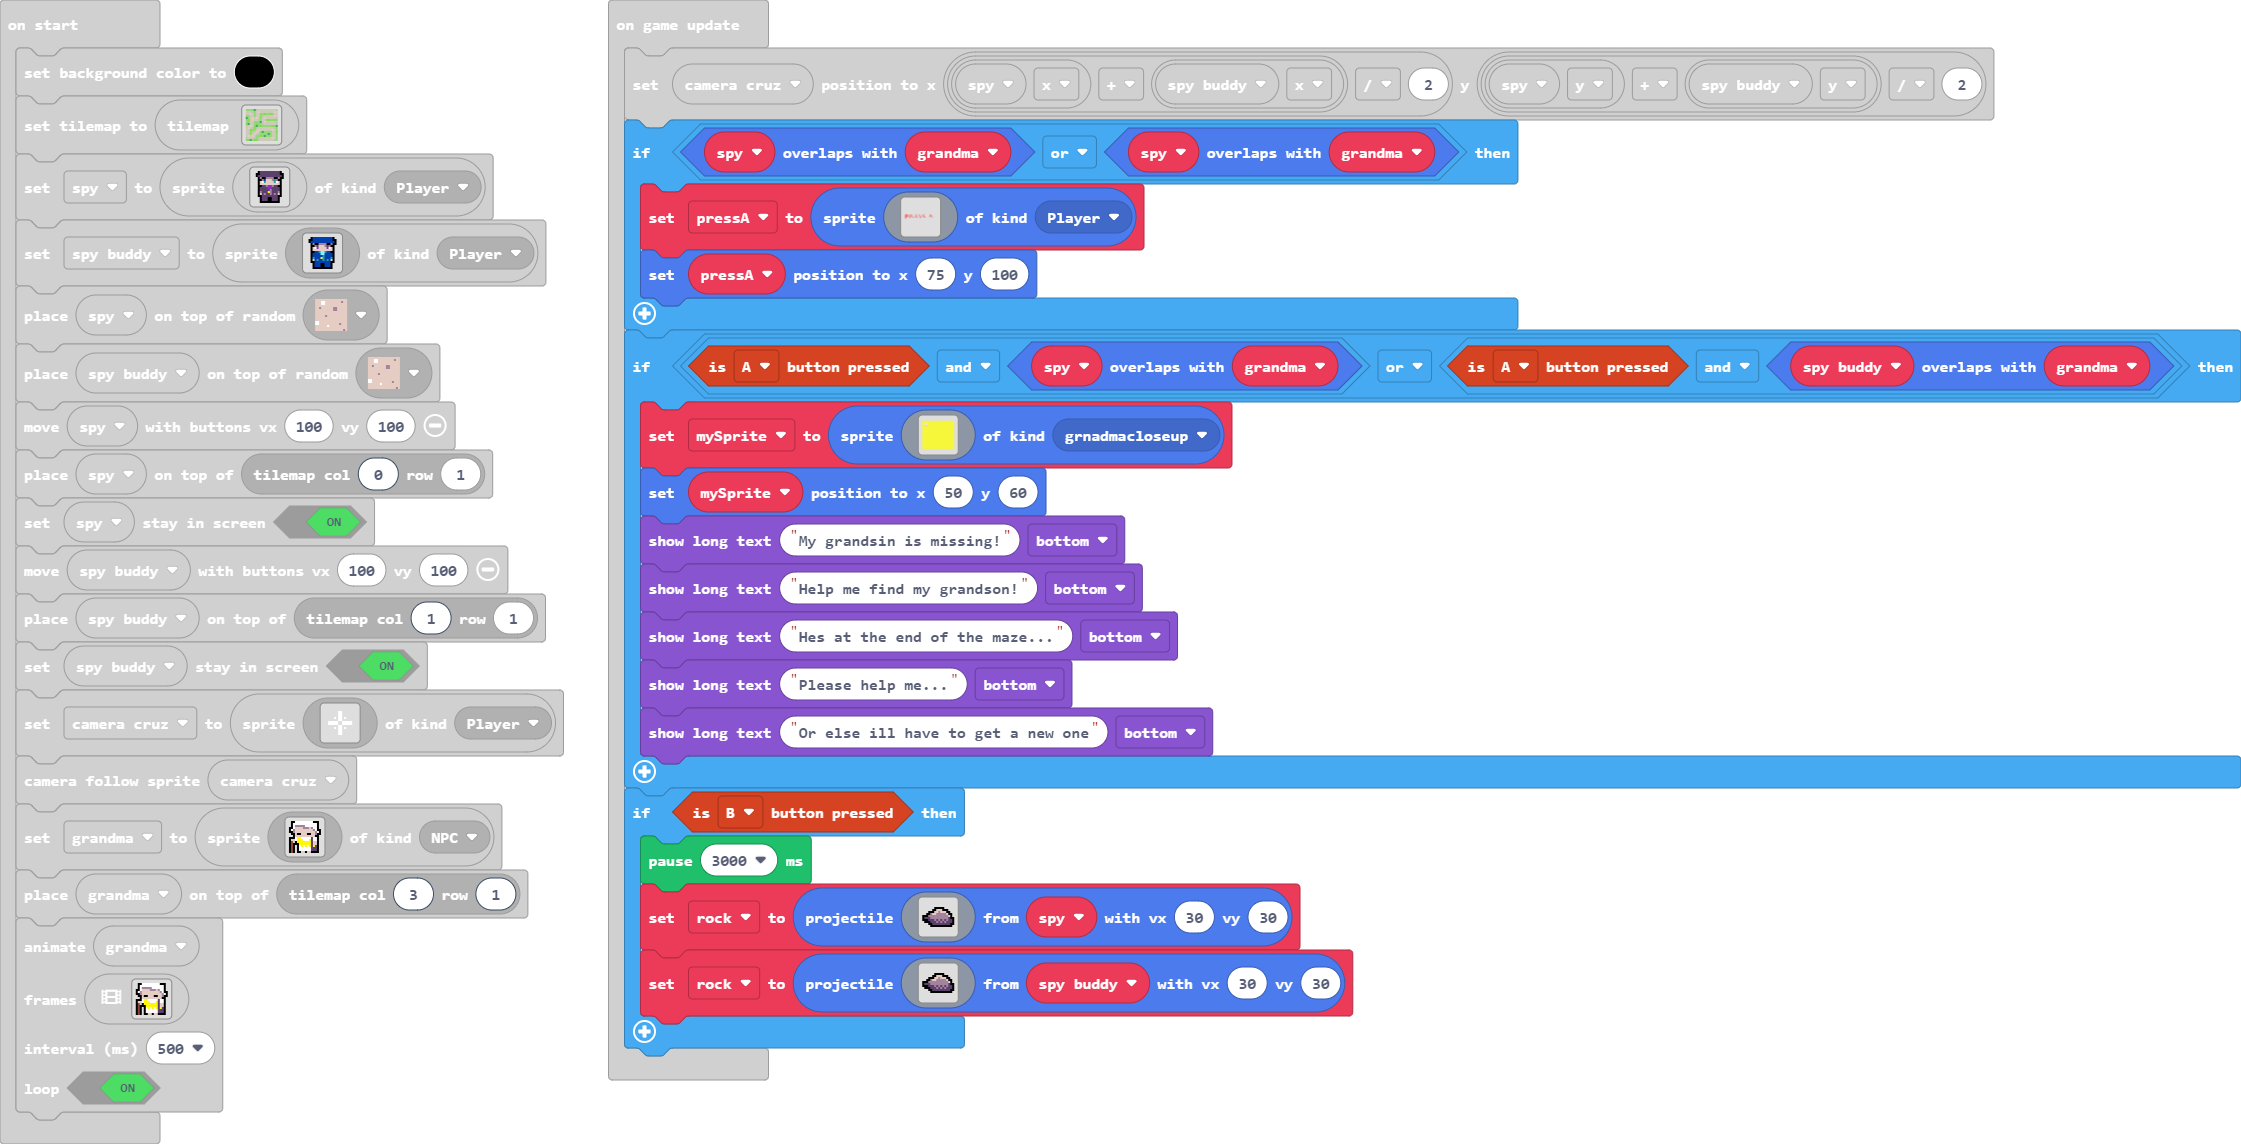 on start
set background color to
set tilemap to tilemap
set spy to sprite of kind Player
set spy buddy to sprite of kind Player
place spy on top of random
place spy buddy on top of random
move spy with buttons vx 100 vy 100
place spy on top of tilemap col 0 row 1
set spy stay in screen ON
move spy buddy with buttons vx 100 vy 100
place spy buddy on top of tilemap col 1 row 1
set spy buddy stay in screen ON
set camera cruz to sprite of kind Player
camera follow sprite camera cruz
set grandma to sprite of kind NPC
place grandma on top of tilemap col 3 row 1
animate grandma
frames
interval (ms) 500
loop ON
on game update
set camera cruz position to x spy x + spy buddy x / 2 y spy y + spy buddy y / 2
if spy overlaps with grandma or spy overlaps with grandma then
set pressA to sprite PRESS A of kind Player
set pressA position to x 75 y 100
if is A button pressed and spy overlaps with grandma or is A button pressed and spy buddy overlaps with grandma then
set mySprite to sprite of kind grnadmacloseup
set mySprite position to x 50 y 60
show long text "My grandsin is missing!" bottom
show long text "Help me find my grandson!" bottom
show long text "Hes at the end of the maze..." bottom
show long text "Please help me..." bottom
show long text "Or else ill have to get a new one" bottom
if is B button pressed then
pause 3000 ms
set rock to projectile from spy with vx 30 vy 30
set rock to projectile from spy buddy with vx 30 vy 30